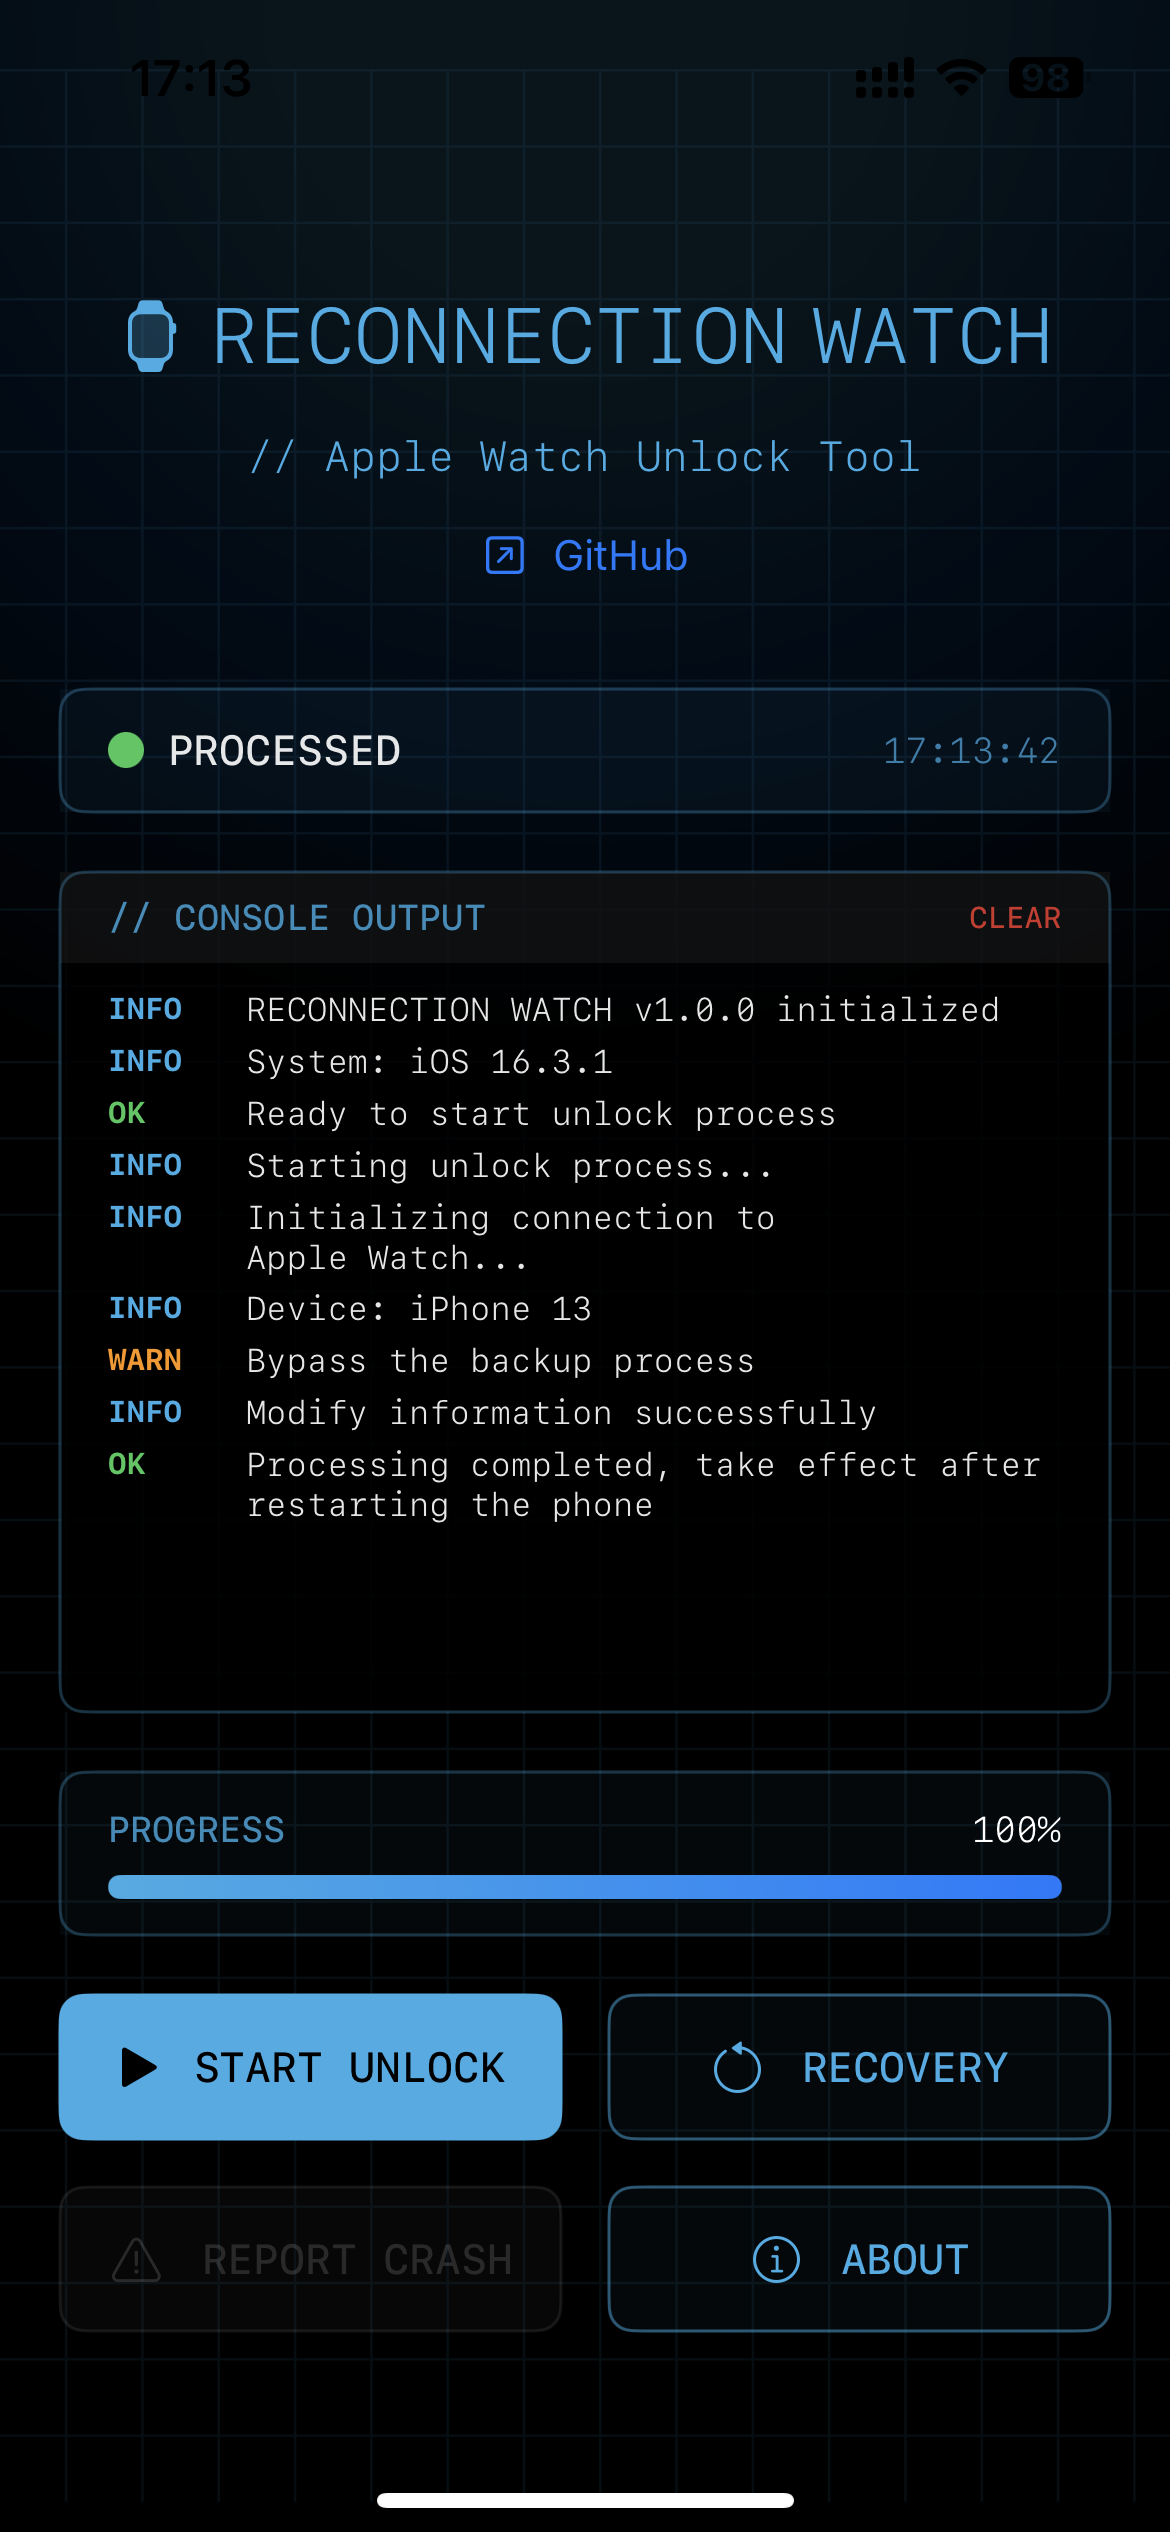 17:13
98
RECONNECTION WATCH
// Apple Watch Unlock Tool
GitHub
PROCESSED
17:13:42
// CONSOLE OUTPUT
CLEAR
INFO RECONNECTION WATCH v1.0.0 initialized
INFO System: iOS 16.3.1
OK Ready to start unlock process
INFO Starting unlock process...
INFO Initializing connection to
Apple Watch...
INFO Device: iPhone 13
WARN Bypass the backup process
INFO Modify information successfully
OK Processing completed, take effect after
restarting the phone
PROGRESS
100%
START UNLOCK
RECOVERY
REPORT CRASH
ABOUT